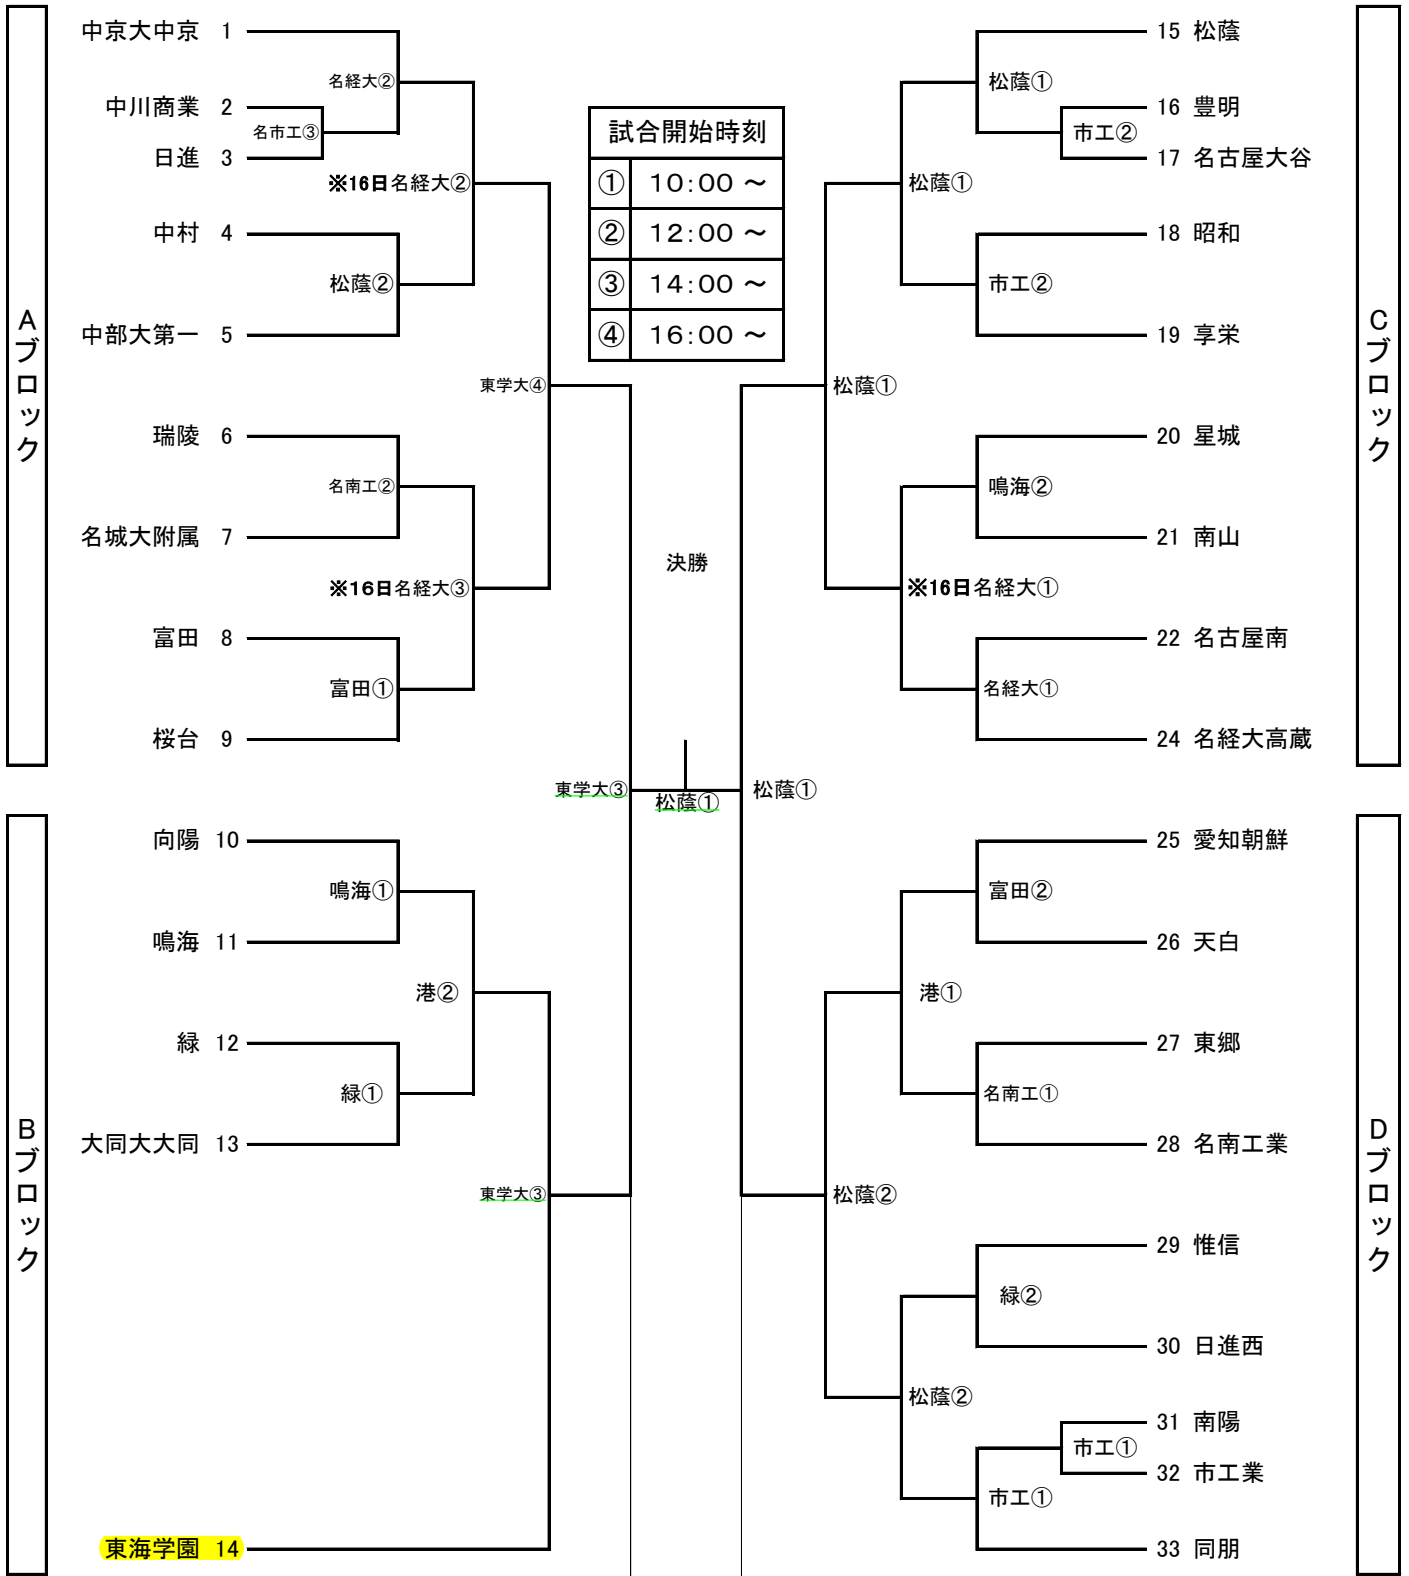 Aブロック
中京大中京 1
名経大②
中川商業 2
名市工③
日進 3
※16日名経大②
中村 4
松蔭②
中部大第一 5
東学大④
瑞陵 6
名南工②
名城大附属 7
※16日名経大③
富田 8
富田①
桜台 9
東学大③
Bブロック
向陽 10
鳴海①
鳴海 11
港②
緑 12
緑①
大同大大同 13
東学大③
東海学園 14
試合開始時刻
① 10:00 ～
② 12:00 ～
③ 14:00 ～
④ 16:00 ～
決勝
松蔭①
Cブロック
15 松蔭
松蔭①
16 豊明
市工②
17 名古屋大谷
松蔭①
18 昭和
市工②
19 享栄
松蔭①
20 星城
鳴海②
21 南山
※16日名経大①
22 名古屋南
名経大①
24 名経大高蔵
松蔭①
Dブロック
25 愛知朝鮮
富田②
26 天白
港①
27 東郷
名南工①
28 名南工業
松蔭②
29 惟信
緑②
30 日進西
松蔭②
31 南陽
市工①
32 市工業
市工①
33 同朋